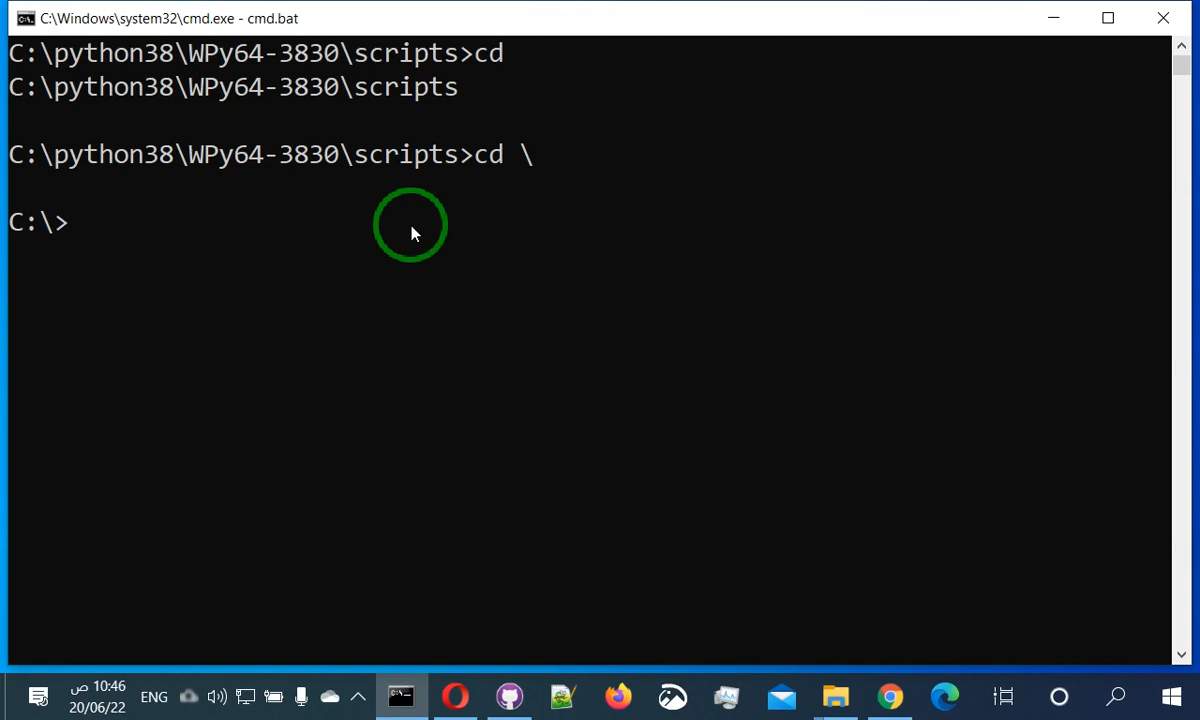 C:\Windows\system32\cmd.exe - cmd.bat
C:\python38\WPy64-3830\scripts>cd
C:\python38\WPy64-3830\scripts
C:\python38\WPy64-3830\scripts>cd \
C:\>
10:46 ص
ENG
20/06/22